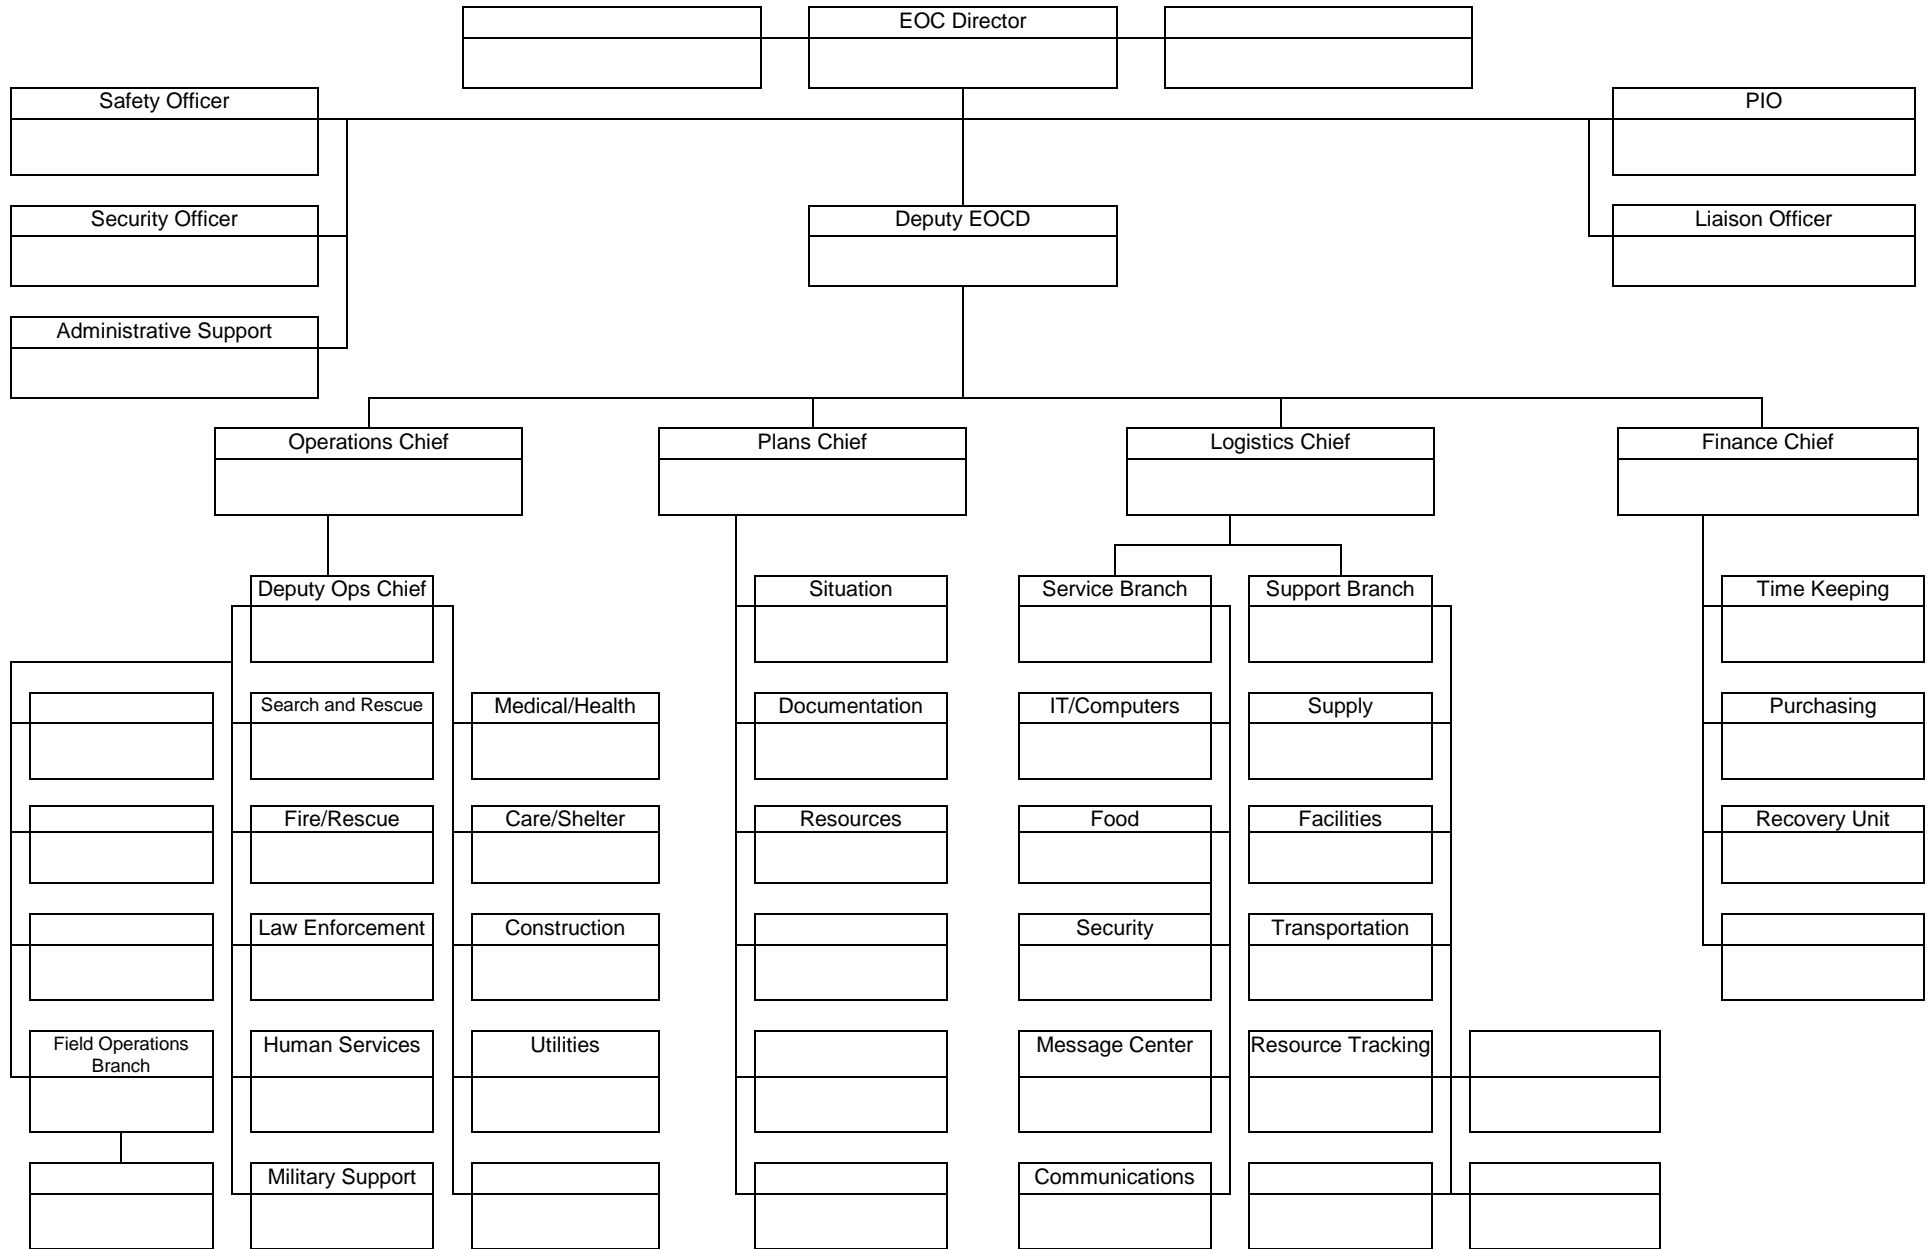 EOC Director
Safety Officer
PIO
Security Officer
Deputy EOCD
Liaison Officer
Administrative Support
Operations Chief
Plans Chief
Logistics Chief
Finance Chief
Deputy Ops Chief
Situation
Service Branch
Support Branch
Time Keeping
Search and Rescue
Medical/Health
Documentation
IT/Computers
Supply
Purchasing
Fire/Rescue
Care/Shelter
Resources
Food
Facilities
Recovery Unit
Law Enforcement
Construction
Security
Transportation
Field Operations
Branch
Human Services
Utilities
Message Center
Resource Tracking
Military Support
Communications